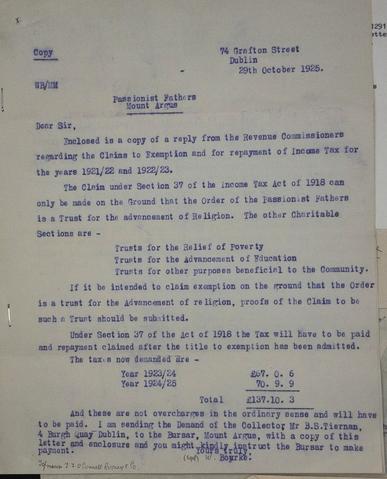 Copy
74 Grafton Street
Dublin
29th October 1925.
WB/MM
Passionist Fathers
Mount Argus
Dear Sir,
Enclosed is a copy of a reply from the Revenue Commissioners
regarding the Claims to Exemption and for repayment of Income Tax for
the years 1921/22 and 1922/23.
The Claim under Section 37 of the Income Tax Act of 1918 can
only be made on the Ground that the Order of the Passionist Fathers
is a Trust for the advancement of Religion. The other Charitable
Sections are -
Trusts for the Relief of Poverty
Trusts for the Advancement of Education
Trusts for other purposes beneficial to the Community.
If it be intended to claim exemption on the ground that the Order
is a trust for the Advancement of religion, proofs of the Claim to be
such a Trust should be submitted.
Under Section 37 of the Act of 1918 the Tax will have to be paid
and repayment claimed after the title to exemption has been admitted.
The taxes now demanded are -
Year 1923/24 £67. 0. 6
Year 1924/25 70. 9. 9
Total £137.10. 3
And these are not overcharges in the ordinary sense and will have
to be paid. I am sending the Demand of the Collector Mr B.S.Tiernan,
4 Burgh Quay Dublin, to the Bursar, Mount Argus, with a copy of this
letter and enclosure and you might kindly instruct the Bursar to make
payment. Yours truly,
W. Bourke.